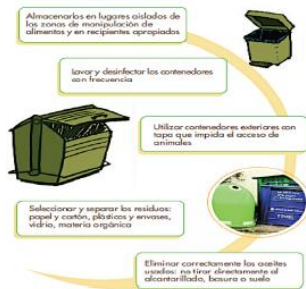 Almacenarlos en lugares aislados de
las zonas de manipulación de
alimentos y en recipientes apropiados
Lavar y desinfectar los contenedores
con frecuencia
Utilizar contenedores exteriores con
tapa que impida el acceso de
animales
Seleccionar y separar los residuos:
papel y cartón, plásticos y envases,
vidrio, materia orgánica
Eliminar correctamente los aceites
usados: no tirar directamente al
alcantarillado, basura o suelo